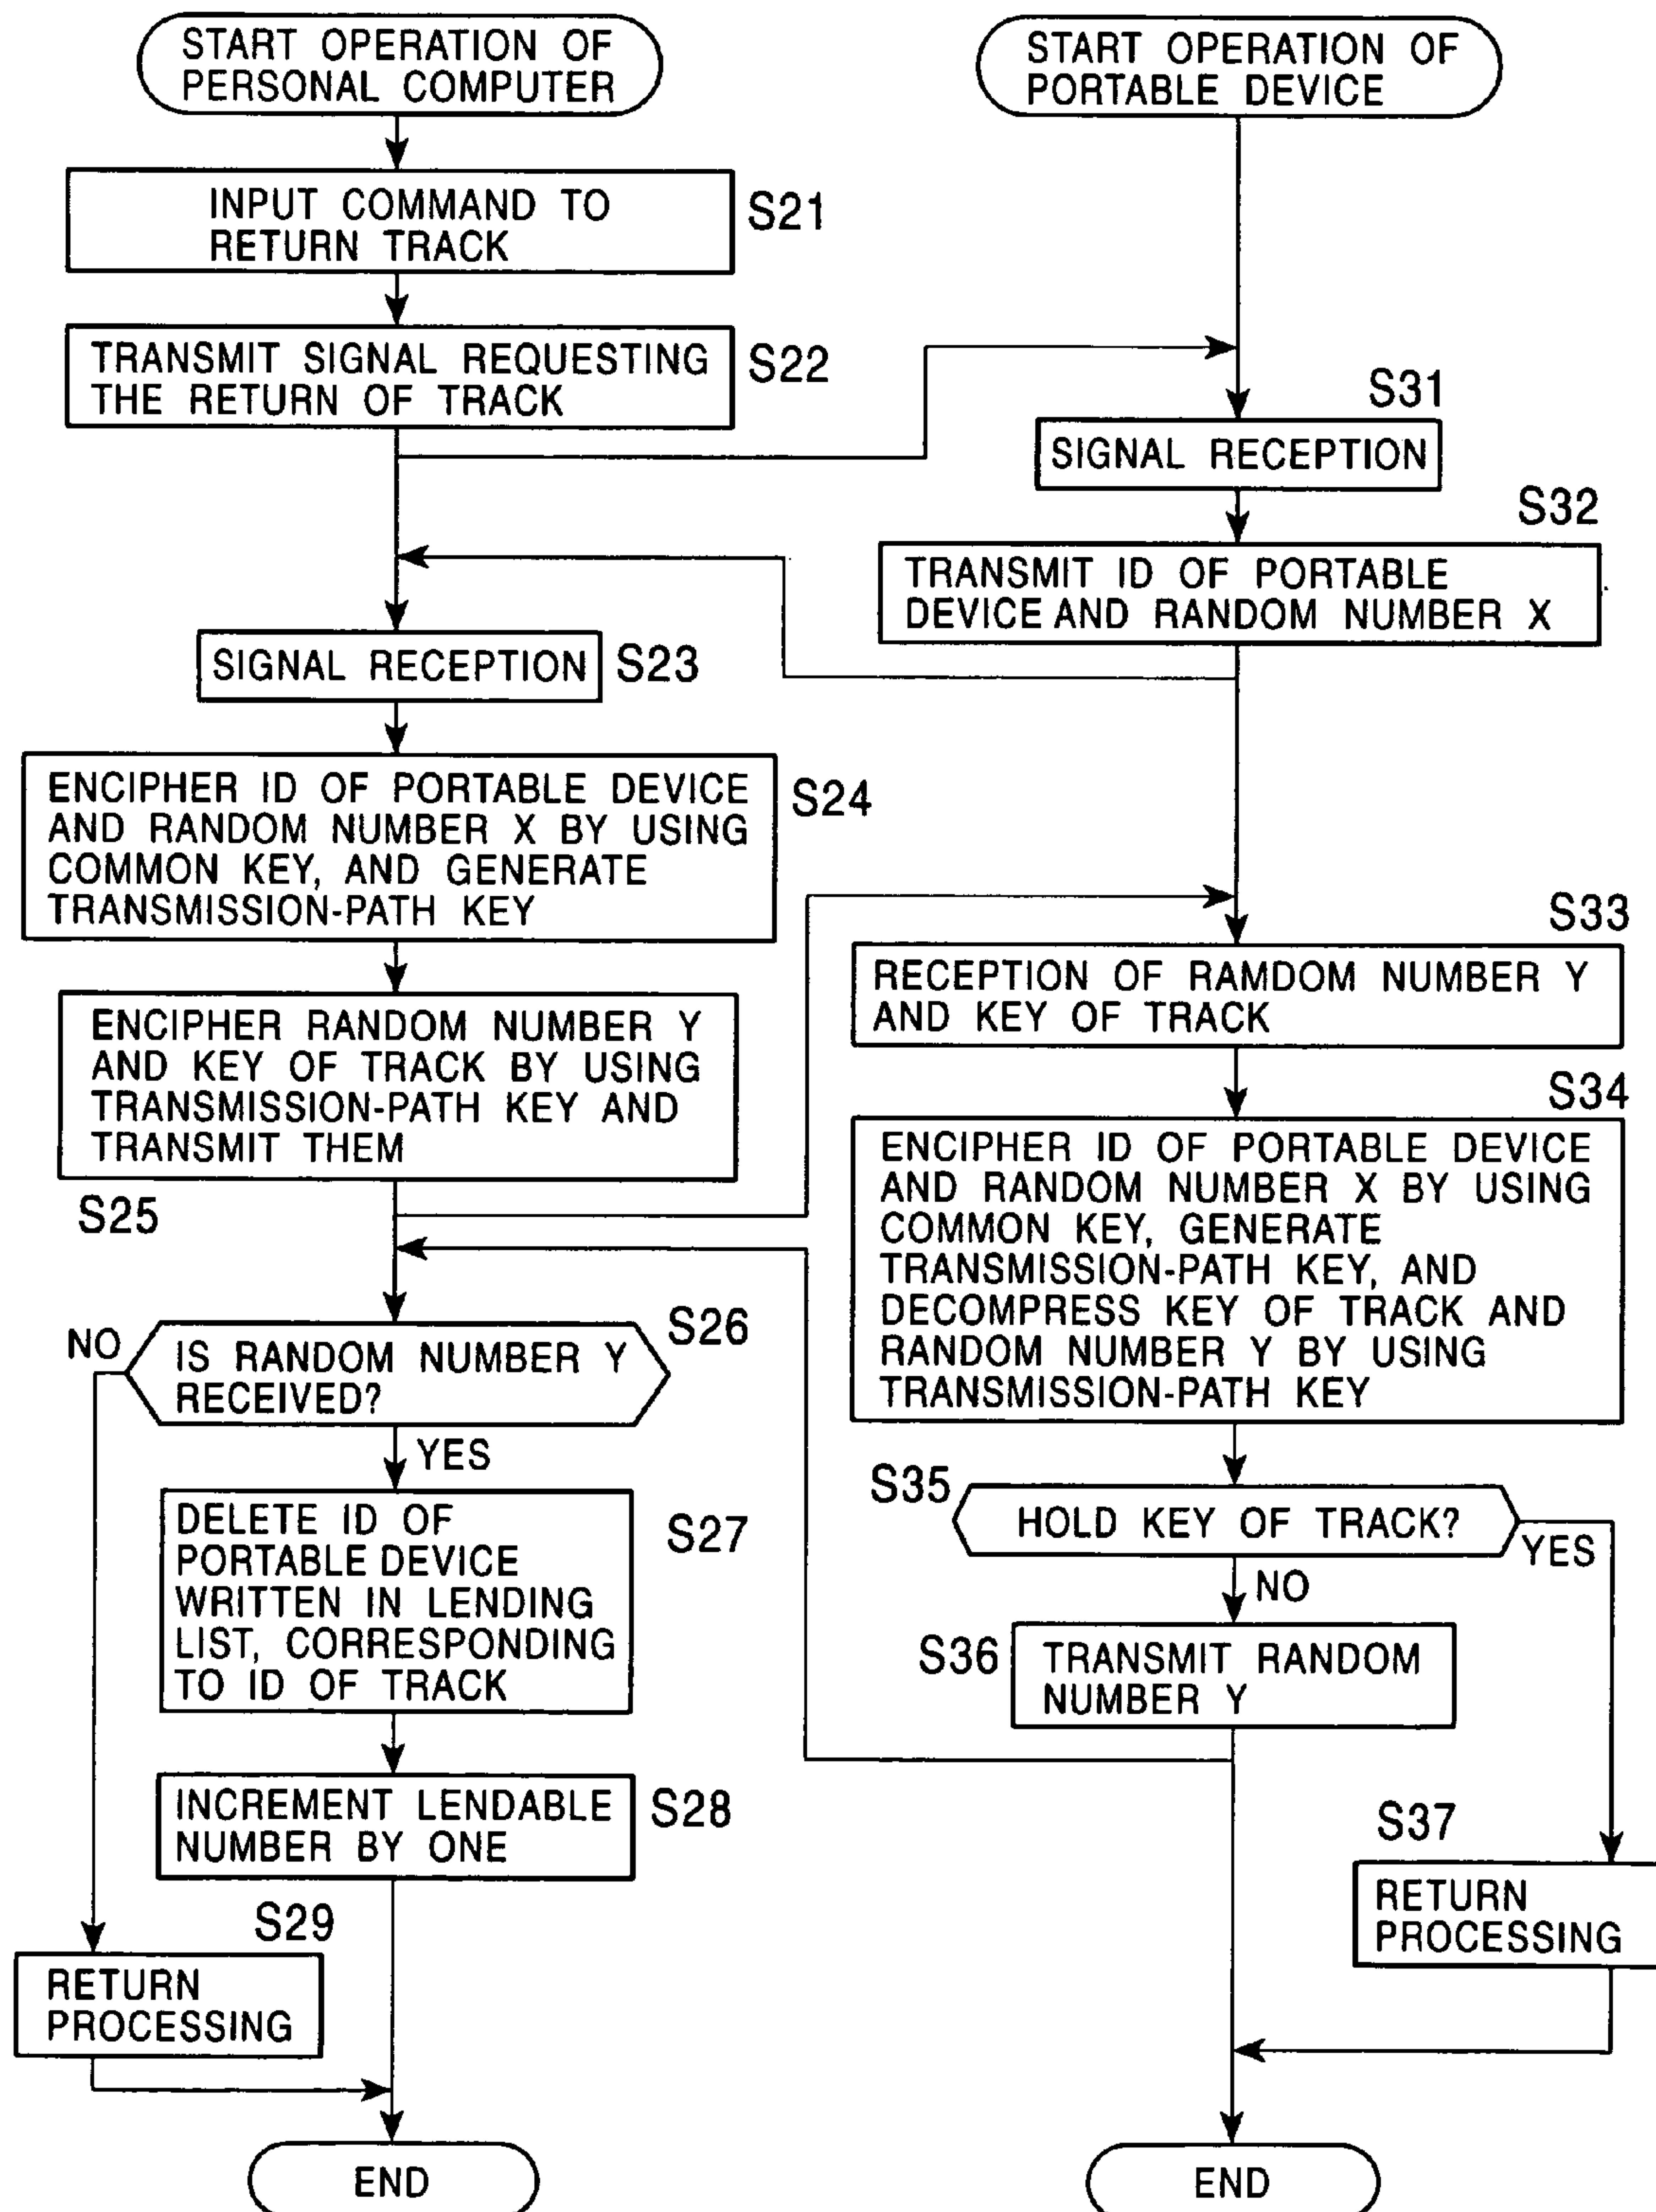 START OPERATION OF
PERSONAL COMPUTER
INPUT COMMAND TO
RETURN TRACK
S21
TRANSMIT SIGNAL REQUESTING
THE RETURN OF TRACK
S22
SIGNAL RECEPTION
S23
ENCIPHER ID OF PORTABLE DEVICE
AND RANDOM NUMBER X BY USING
COMMON KEY, AND GENERATE
TRANSMISSION-PATH KEY
S24
ENCIPHER RANDOM NUMBER Y
AND KEY OF TRACK BY USING
TRANSMISSION-PATH KEY AND
TRANSMIT THEM
S25
NO
IS RANDOM NUMBER Y
RECEIVED?
S26
YES
DELETE ID OF
PORTABLE DEVICE
WRITTEN IN LENDING
LIST, CORRESPONDING
TO ID OF TRACK
S27
INCREMENT LENDABLE
NUMBER BY ONE
S28
S29
RETURN
PROCESSING
END
START OPERATION OF
PORTABLE DEVICE
S31
SIGNAL RECEPTION
S32
TRANSMIT ID OF PORTABLE
DEVICE AND RANDOM NUMBER X
S33
RECEPTION OF RAMDOM NUMBER Y
AND KEY OF TRACK
S34
ENCIPHER ID OF PORTABLE DEVICE
AND RANDOM NUMBER X BY USING
COMMON KEY, GENERATE
TRANSMISSION-PATH KEY, AND
DECOMPRESS KEY OF TRACK AND
RANDOM NUMBER Y BY USING
TRANSMISSION-PATH KEY
S35
HOLD KEY OF TRACK?
YES
NO
S36
TRANSMIT RANDOM
NUMBER Y
S37
RETURN
PROCESSING
END